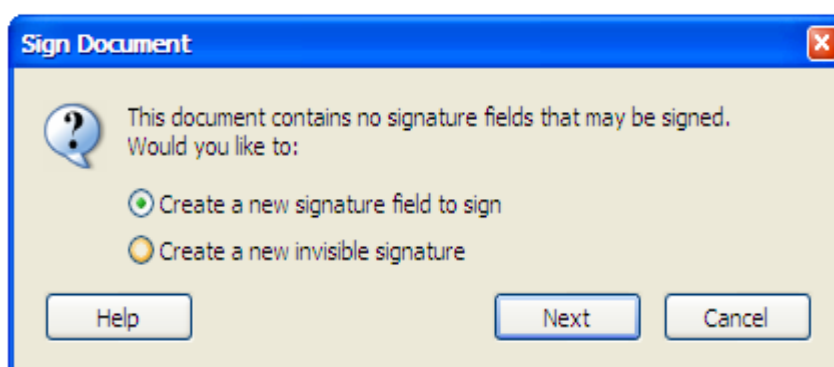 Sign Document
This document contains no signature fields that may be signed.
Would you like to:
Create a new signature field to sign
Create a new invisible signature
Help Next Cancel